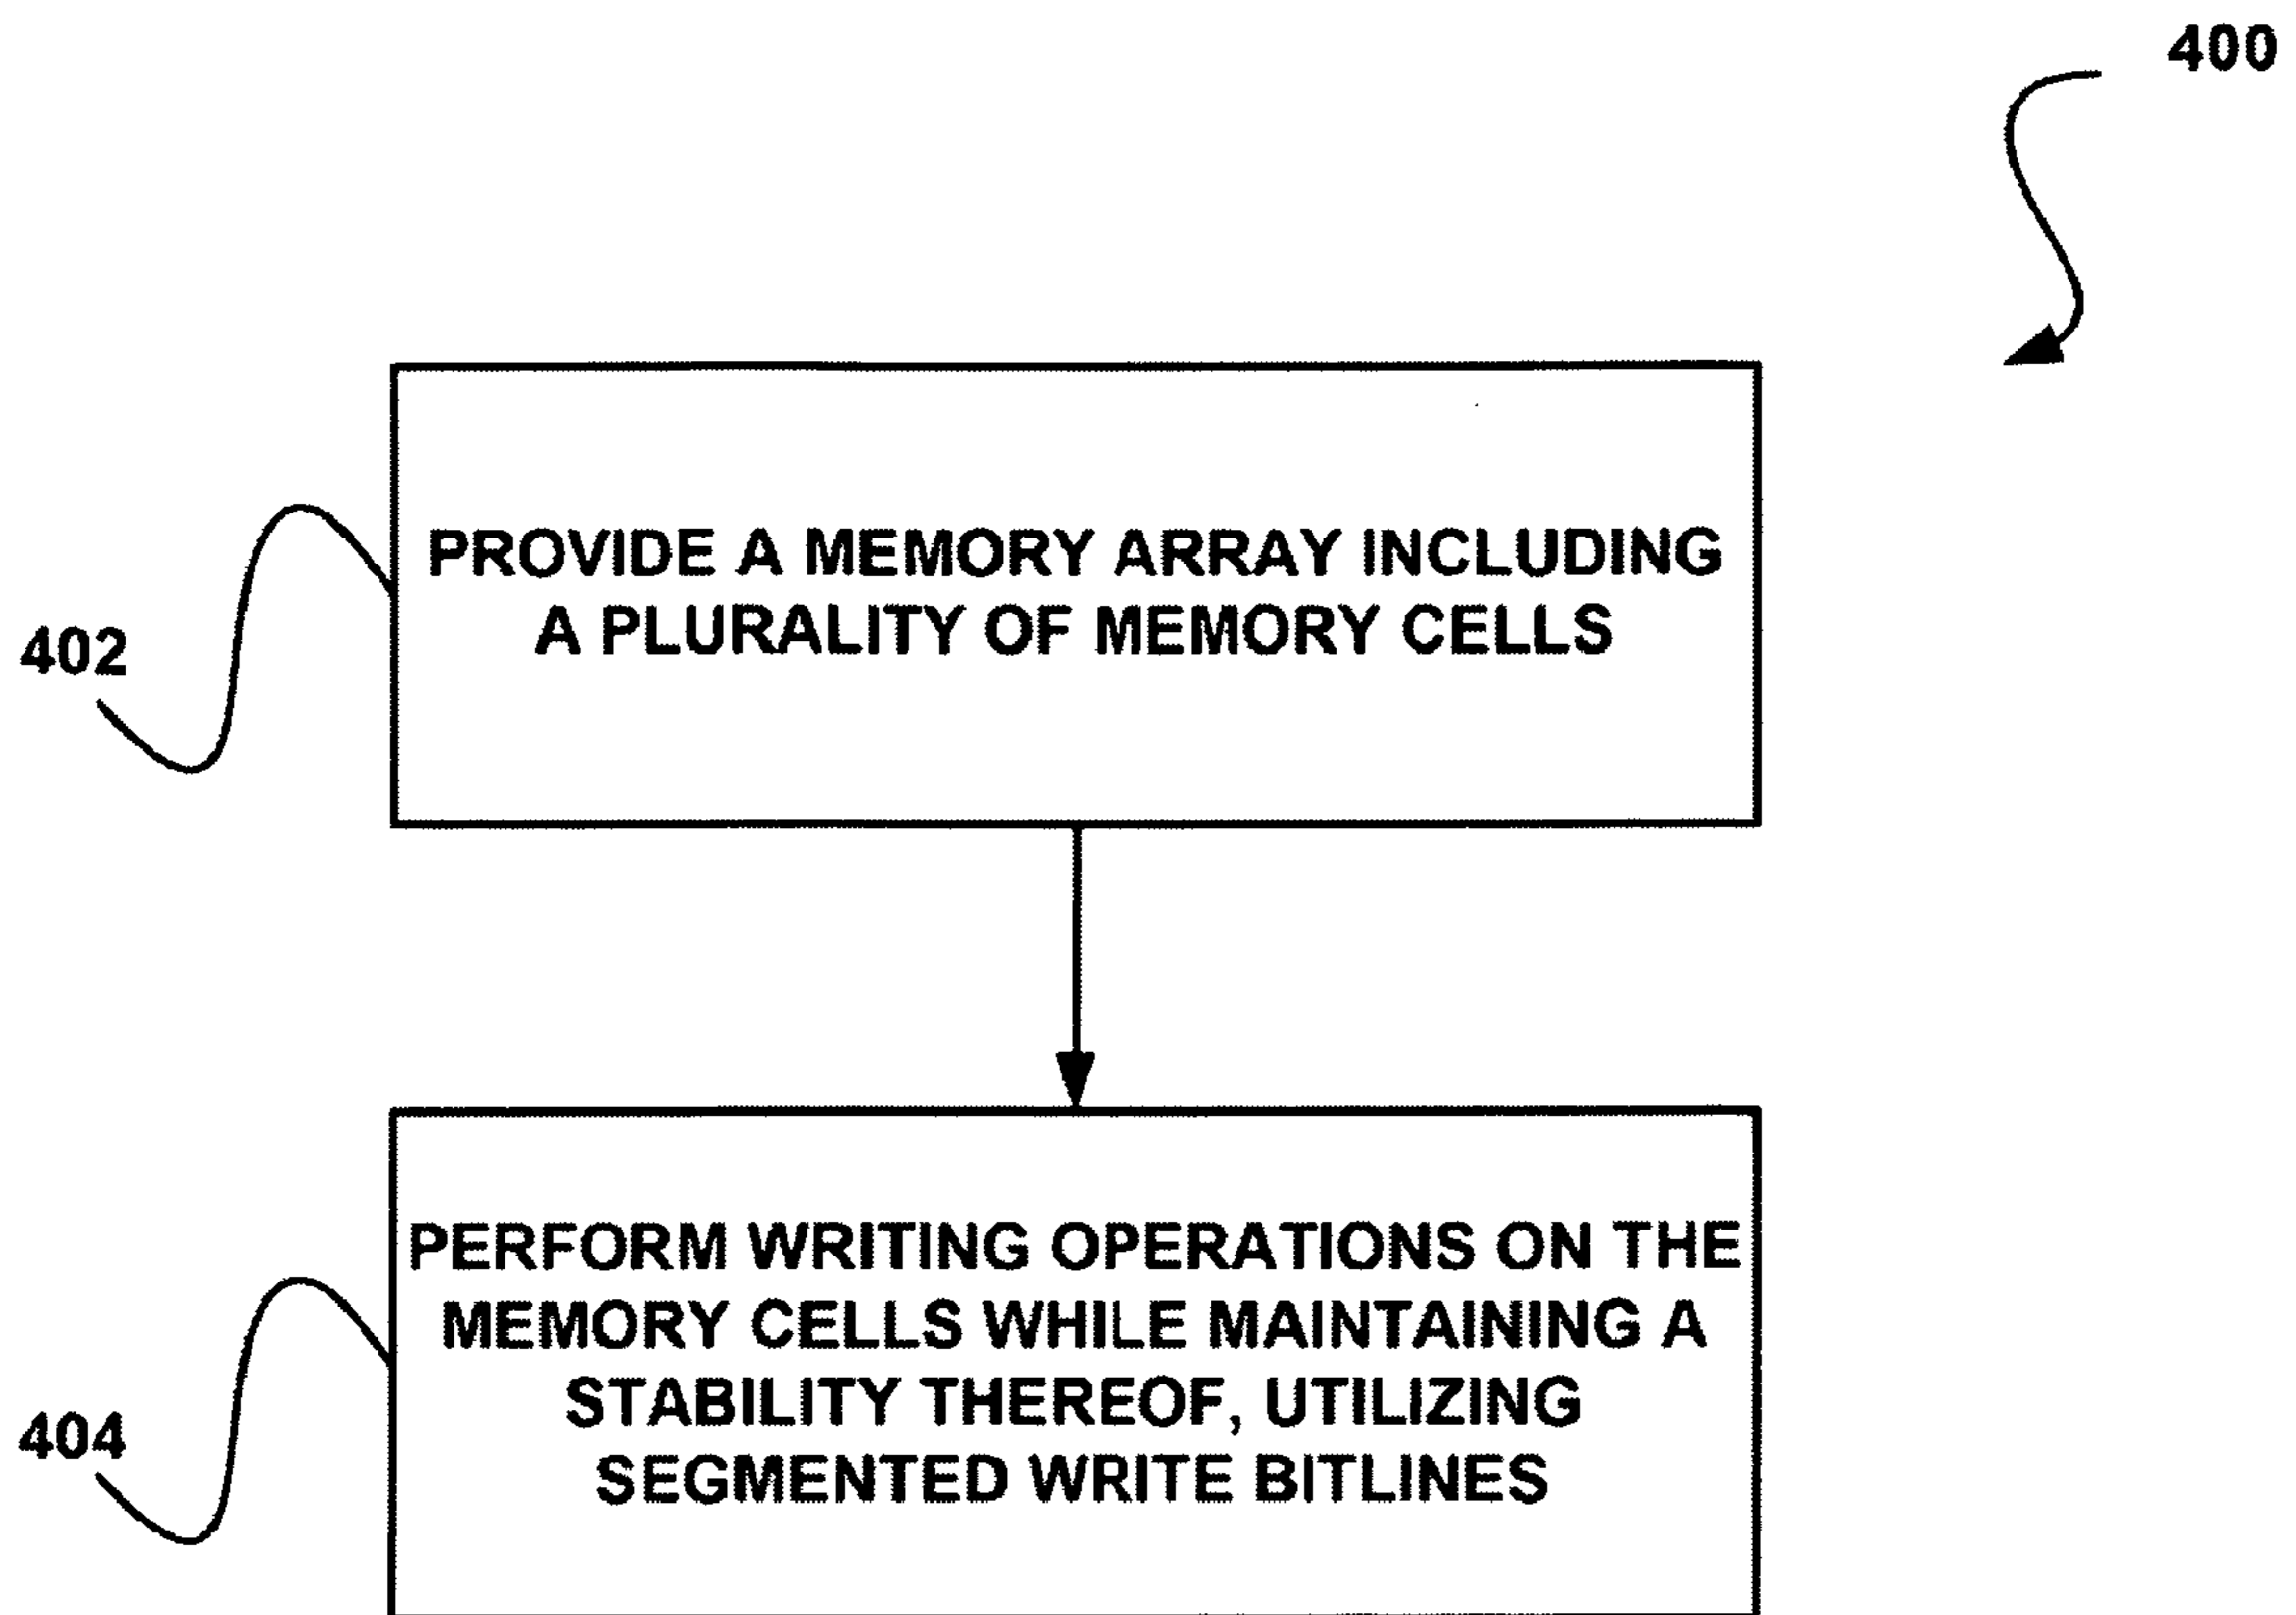 400
PROVIDE A MEMORY ARRAY INCLUDING
A PLURALITY OF MEMORY CELLS
402
PERFORM WRITING OPERATIONS ON THE
MEMORY CELLS WHILE MAINTAINING A
STABILITY THEREOF, UTILIZING
SEGMENTED WRITE BITLINES
404